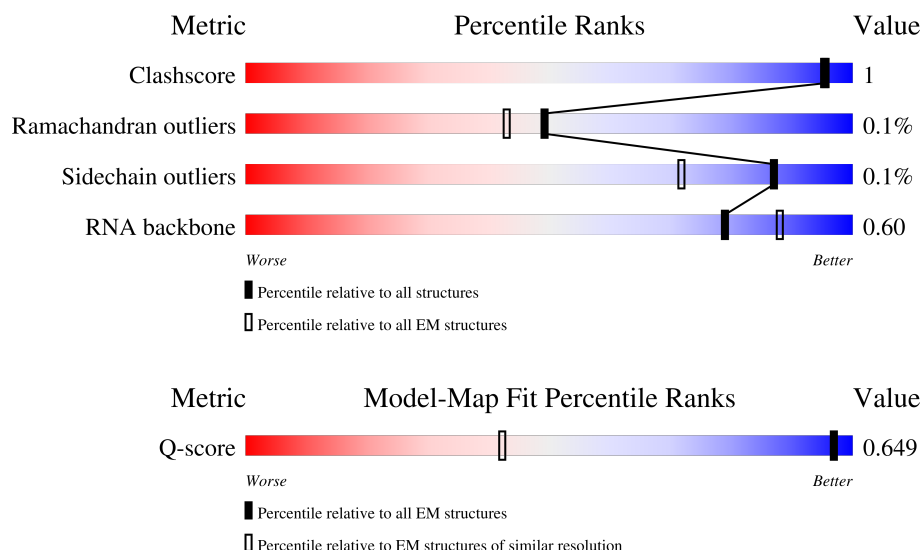 Metric Percentile Ranks Value
Clashscore 1
Ramachandran outliers 0.1%
Sidechain outliers 0.1%
RNA backbone 0.60
Worse Better
Percentile relative to all structures
Percentile relative to all EM structures
Metric Model-Map Fit Percentile Ranks Value
Q-score 0.649
Worse Better
Percentile relative to all EM structures
Percentile relative to EM structures of similar resolution